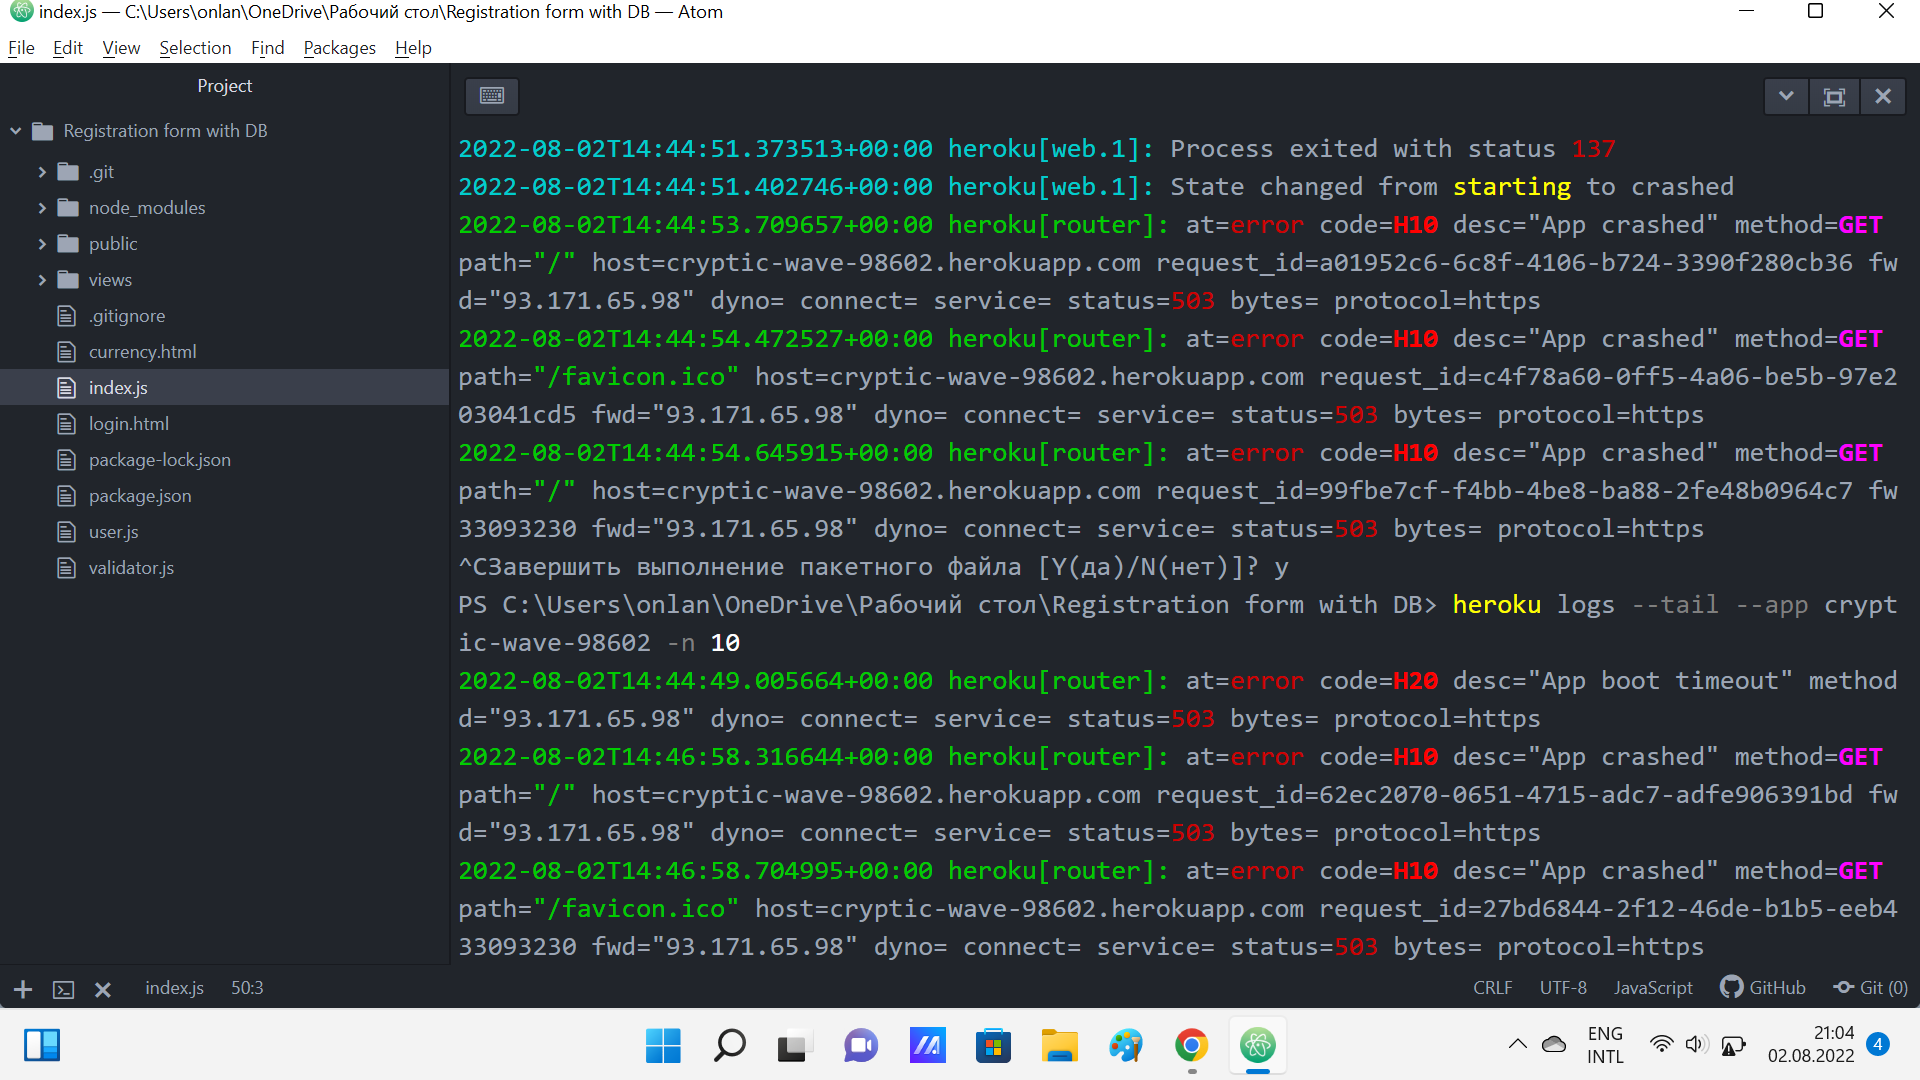 index.js — C:\Users\onlan\OneDrive\Рабочий стол\Registration form with DB — Atom
File Edit View Selection Find Packages Help
Project
Registration form with DB
.git
node_modules
public
views
.gitignore
currency.html
index.js
login.html
package-lock.json
package.json
user.js
validator.js
2022-08-02T14:44:51.373513+00:00 heroku[web.1]: Process exited with status 137
2022-08-02T14:44:51.402746+00:00 heroku[web.1]: State changed from starting to crashed
2022-08-02T14:44:53.709657+00:00 heroku[router]: at=error code=H10 desc="App crashed" method=GET
path="/" host=cryptic-wave-98602.herokuapp.com request_id=a01952c6-6c8f-4106-b724-3390f280cb36 fw
d="93.171.65.98" dyno= connect= service= status=503 bytes= protocol=https
2022-08-02T14:44:54.472527+00:00 heroku[router]: at=error code=H10 desc="App crashed" method=GET
path="/favicon.ico" host=cryptic-wave-98602.herokuapp.com request_id=c4f78a60-0ff5-4a06-be5b-97e2
03041cd5 fwd="93.171.65.98" dyno= connect= service= status=503 bytes= protocol=https
2022-08-02T14:44:54.645915+00:00 heroku[router]: at=error code=H10 desc="App crashed" method=GET
path="/" host=cryptic-wave-98602.herokuapp.com request_id=99fbe7cf-f4bb-4be8-ba88-2fe48b0964c7 fw
33093230 fwd="93.171.65.98" dyno= connect= service= status=503 bytes= protocol=https
^CЗавершить выполнение пакетного файла [Y(да)/N(нет)]? y
PS C:\Users\onlan\OneDrive\Рабочий стол\Registration form with DB> heroku logs --tail --app crypt
ic-wave-98602 -n 10
2022-08-02T14:44:49.005664+00:00 heroku[router]: at=error code=H20 desc="App boot timeout" method
d="93.171.65.98" dyno= connect= service= status=503 bytes= protocol=https
2022-08-02T14:46:58.316644+00:00 heroku[router]: at=error code=H10 desc="App crashed" method=GET
path="/" host=cryptic-wave-98602.herokuapp.com request_id=62ec2070-0651-4715-adc7-adfe906391bd fw
d="93.171.65.98" dyno= connect= service= status=503 bytes= protocol=https
2022-08-02T14:46:58.704995+00:00 heroku[router]: at=error code=H10 desc="App crashed" method=GET
path="/favicon.ico" host=cryptic-wave-98602.herokuapp.com request_id=27bd6844-2f12-46de-b1b5-eeb4
33093230 fwd="93.171.65.98" dyno= connect= service= status=503 bytes= protocol=https
index.js 50:3 CRLF UTF-8 JavaScript GitHub Git (0)
ENG 21:04
INTL 02.08.2022 4